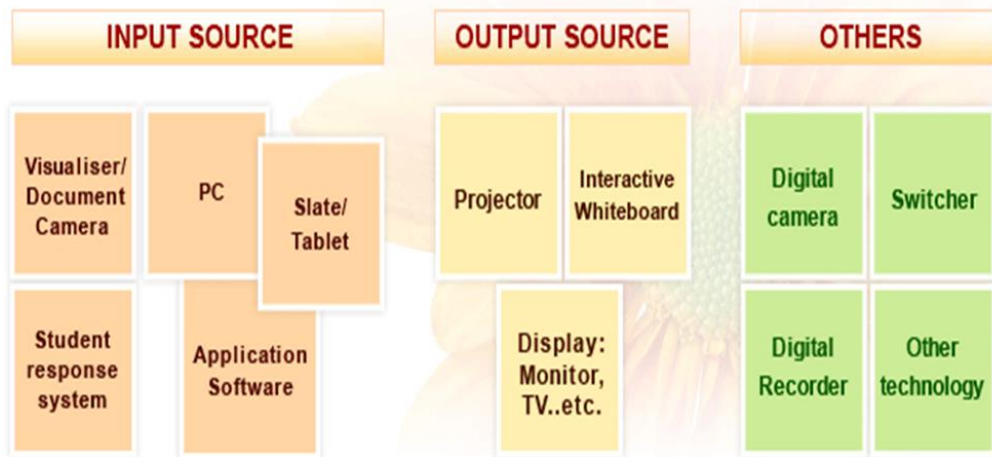 INPUT SOURCE
Visualiser/
Document
Camera
PC
Slate/
Tablet
Student
response
system
Application
Software
OUTPUT SOURCE
Projector
Interactive
Whiteboard
Display:
Monitor,
TV..etc.
OTHERS
Digital
camera
Switcher
Digital
Recorder
Other
technology